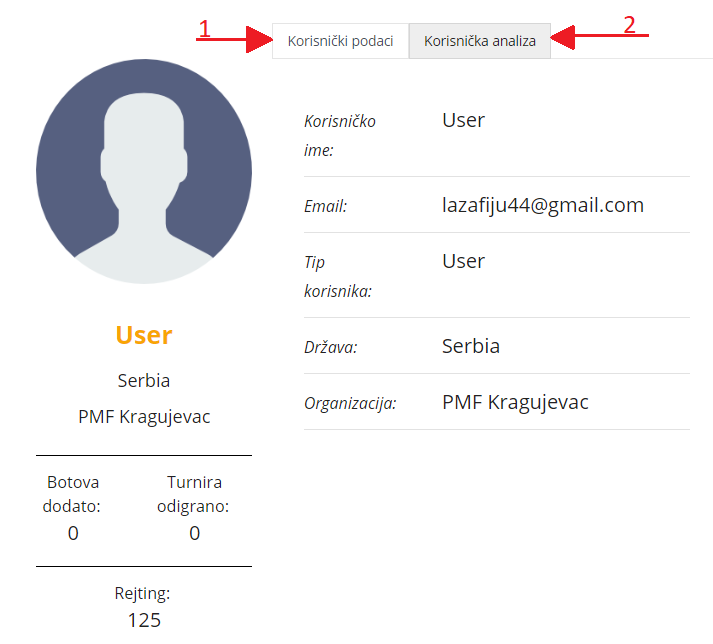 1
2
Korisnički podaci
Korisnička analiza
Korisničko
ime:
User
Email:
lazafiju44@gmail.com
Tip
korisnika:
User
Država:
Serbia
Organizacija:
PMF Kragujevac
User
Serbia
PMF Kragujevac
Botova
dodato:
0
Turnira
odigrano:
0
Rejting:
125